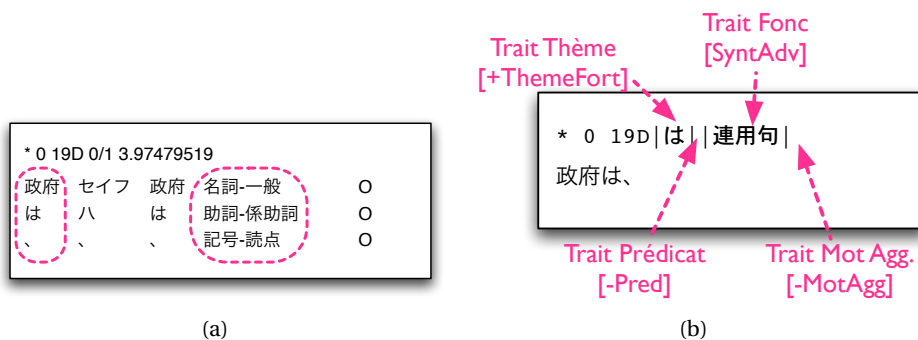 Trait Fonc
[SyntAdv]
Trait Thème
[+ThemeFort]
* 0 19D 0/1 3.97479519
政府 セイフ 政府 名詞-一般 O
は ハ は 助詞-係助詞 O
、 、 、 記号-読点 O
* 0 19D|は||連用句|
政府は、
Trait Prédicat
[-Pred]
Trait Mot Agg.
[-MotAgg]
(a)
(b)